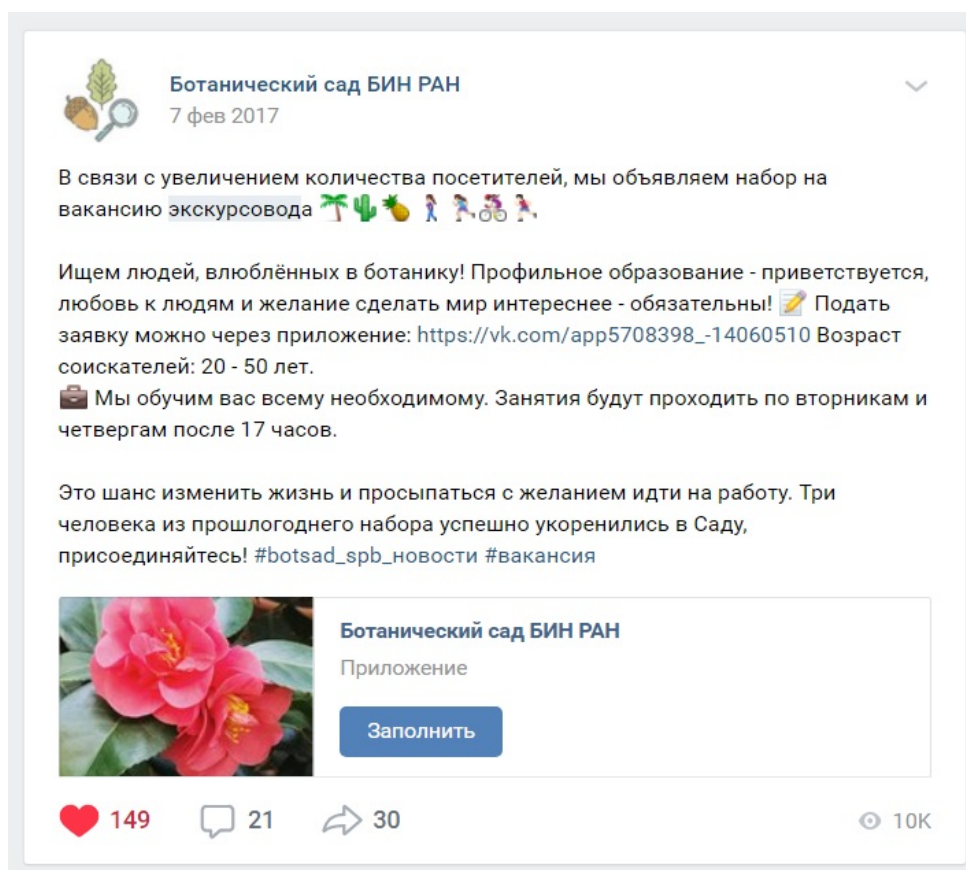 Ботанический сад БИН РАН
7 фев 2017
В связи с увеличением количества посетителей, мы объявляем набор на
вакансию экскурсовода 🌴🌵🍍🚶‍♀️🏃‍♀️🚴‍♀️🏃‍♀️
Ищем людей, влюблённых в ботанику! Профильное образование - приветствуется,
любовь к людям и желание сделать мир интереснее - обязательны! 📝 Подать
заявку можно через приложение: https://vk.com/app5708398_-14060510 Возраст
соискателей: 20 - 50 лет.
💼 Мы обучим вас всему необходимому. Занятия будут проходить по вторникам и
четвергам после 17 часов.
Это шанс изменить жизнь и просыпаться с желанием идти на работу. Три
человека из прошлогоднего набора успешно укоренились в Саду,
присоединяйтесь! #botsad_spb_новости #вакансия
Ботанический сад БИН РАН
Приложение
Заполнить
149 21 30 10K